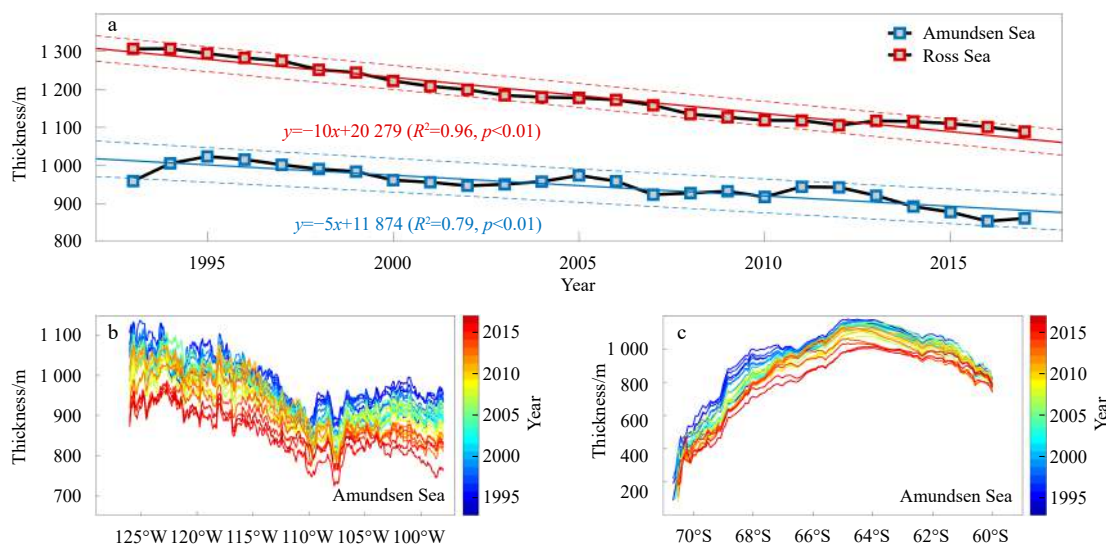 a
Amundsen Sea
Ross Sea
1 300
1 200
1 100
1 000
900
800
Thickness/m
y=−10x+20 279 (R²=0.96, p<0.01)
y=−5x+11 874 (R²=0.79, p<0.01)
1995
2000
2005
2010
2015
Year
b
1 100
1 000
900
800
700
Thickness/m
Amundsen Sea
125°W 120°W 115°W 110°W 105°W 100°W
2015
2010
2005
2000
1995
Year
c
1 000
800
600
400
200
Thickness/m
Amundsen Sea
70°S 68°S 66°S 64°S 62°S 60°S
2015
2010
2005
2000
1995
Year